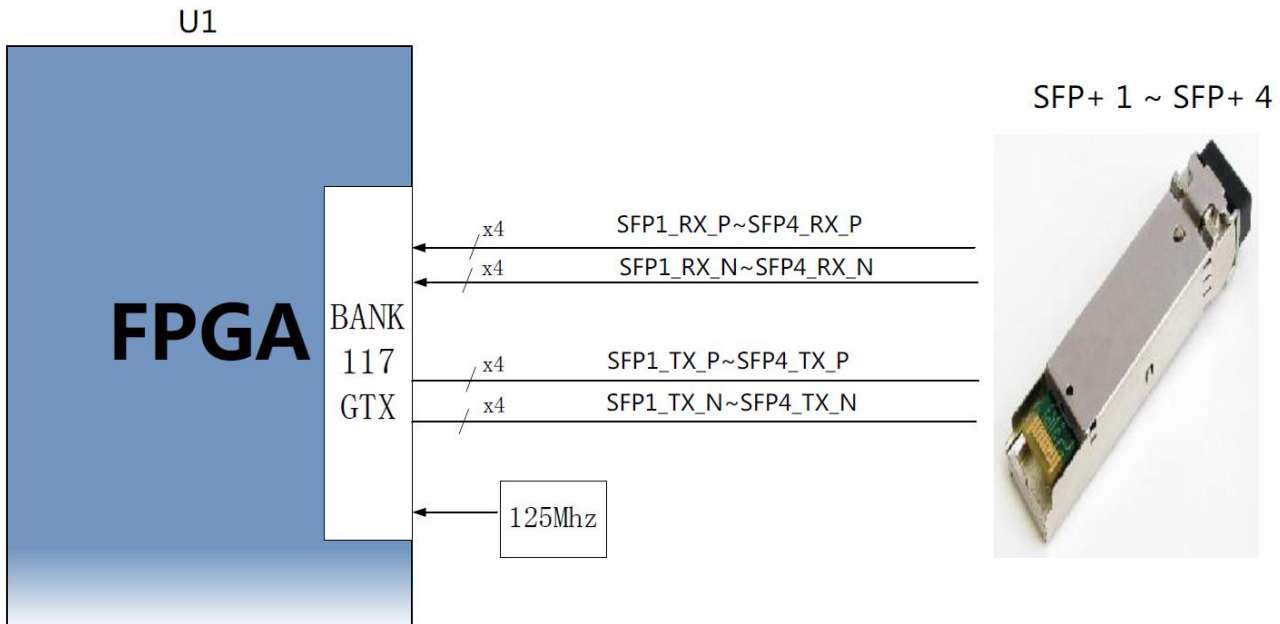 U1
SFP+ 1 ~ SFP+ 4
x4
SFP1_RX_P~SFP4_RX_P
x4
SFP1_RX_N~SFP4_RX_N
FPGA
BANK
117
GTX
x4
SFP1_TX_P~SFP4_TX_P
x4
SFP1_TX_N~SFP4_TX_N
125Mhz